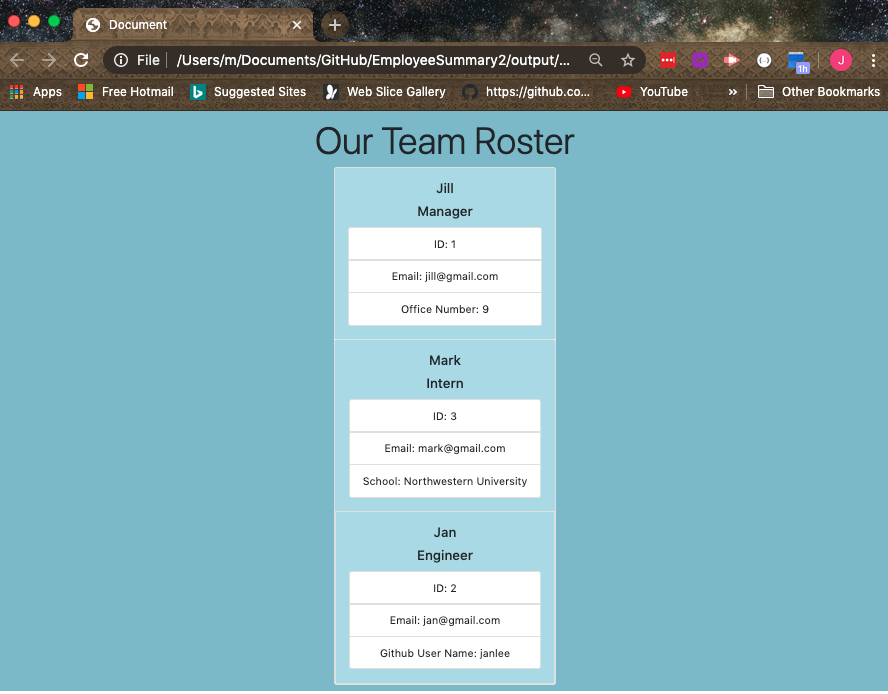 Document
File
/Users/m/Documents/GitHub/EmployeeSummary2/output/...
1h
J
Apps
Free Hotmail
Suggested Sites
Web Slice Gallery
https://github.co...
YouTube
»
Other Bookmarks
Our Team Roster
Jill
Manager
ID: 1
Email: jill@gmail.com
Office Number: 9
Mark
Intern
ID: 3
Email: mark@gmail.com
School: Northwestern University
Jan
Engineer
ID: 2
Email: jan@gmail.com
Github User Name: janlee